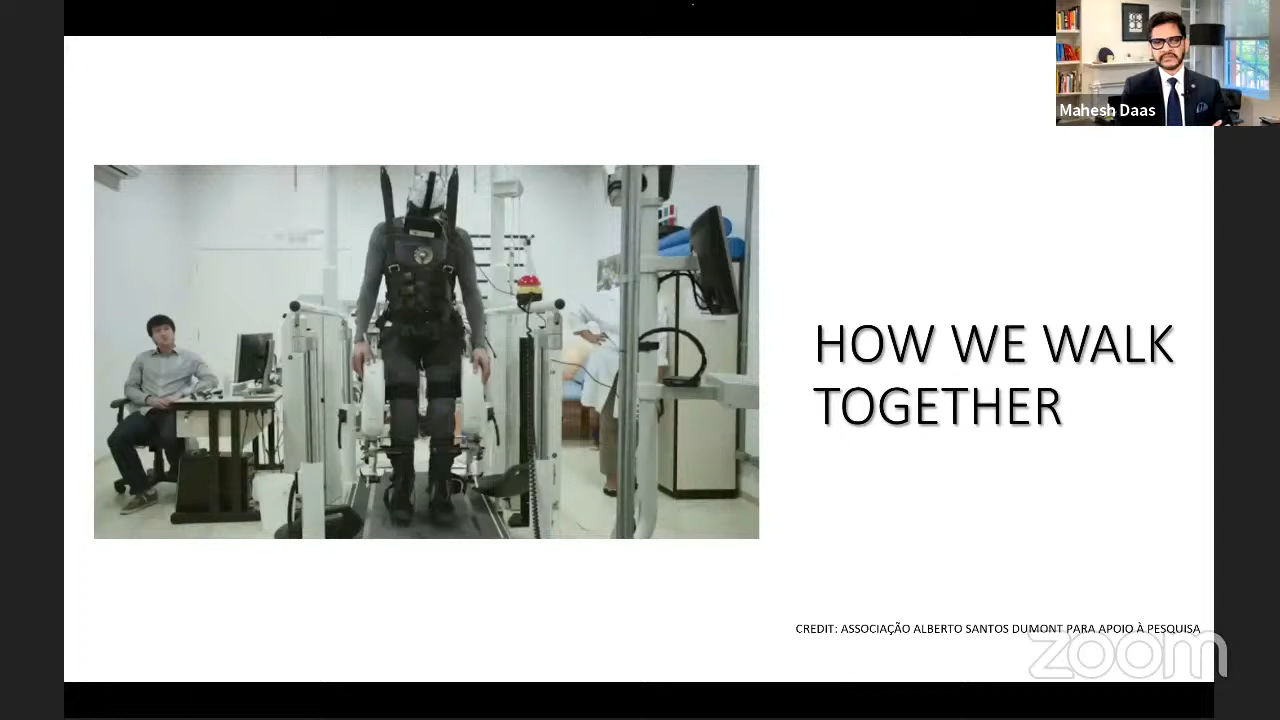 Mahesh Daas
HOW WE WALK
TOGETHER
CREDIT: ASSOCIAÇÃO ALBERTO SANTOS DUMONT PARA APOIO À PESQUISA
zoom